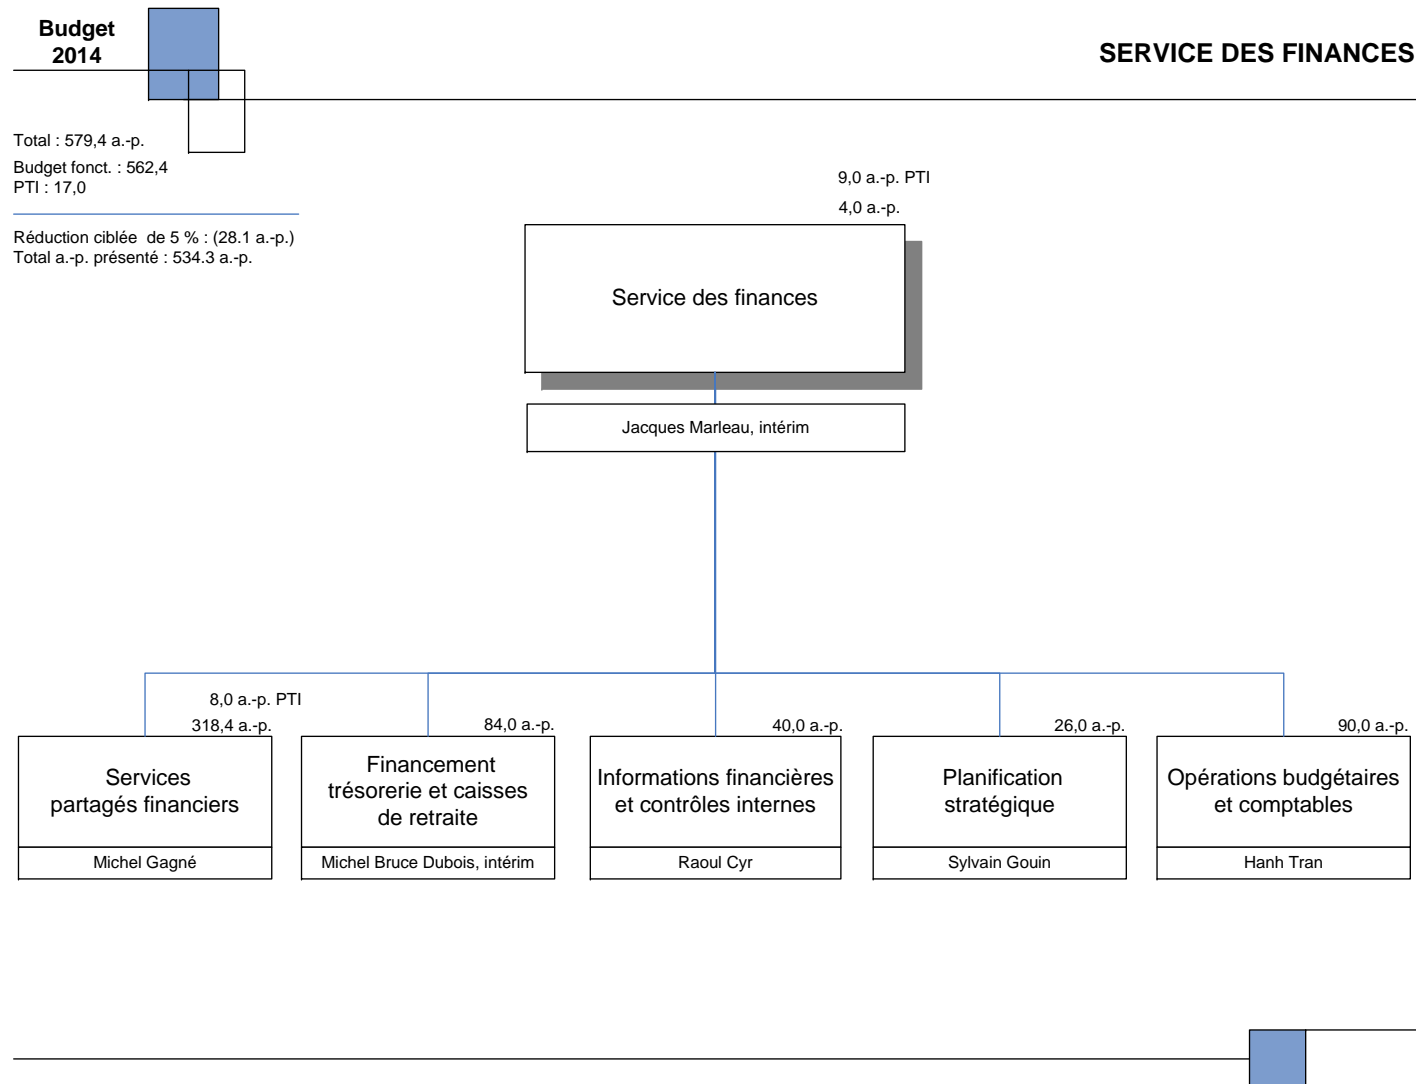 Budget
2014
SERVICE DES FINANCES
Total : 579,4 a.-p.
Budget fonct. : 562,4
PTI : 17,0
Réduction ciblée  de 5 % : (28.1 a.-p.)
Total a.-p. présenté : 534.3 a.-p.
9,0 a.-p. PTI
4,0 a.-p.
Service des finances
Jacques Marleau, intérim
8,0 a.-p. PTI
318,4 a.-p.
Services
partagés financiers
Michel Gagné
84,0 a.-p.
Financement
trésorerie et caisses
de retraite
Michel Bruce Dubois, intérim
40,0 a.-p.
Informations financières
et contrôles internes
Raoul Cyr
26,0 a.-p.
Planification
stratégique
Sylvain Gouin
90,0 a.-p.
Opérations budgétaires
et comptables
Hanh Tran